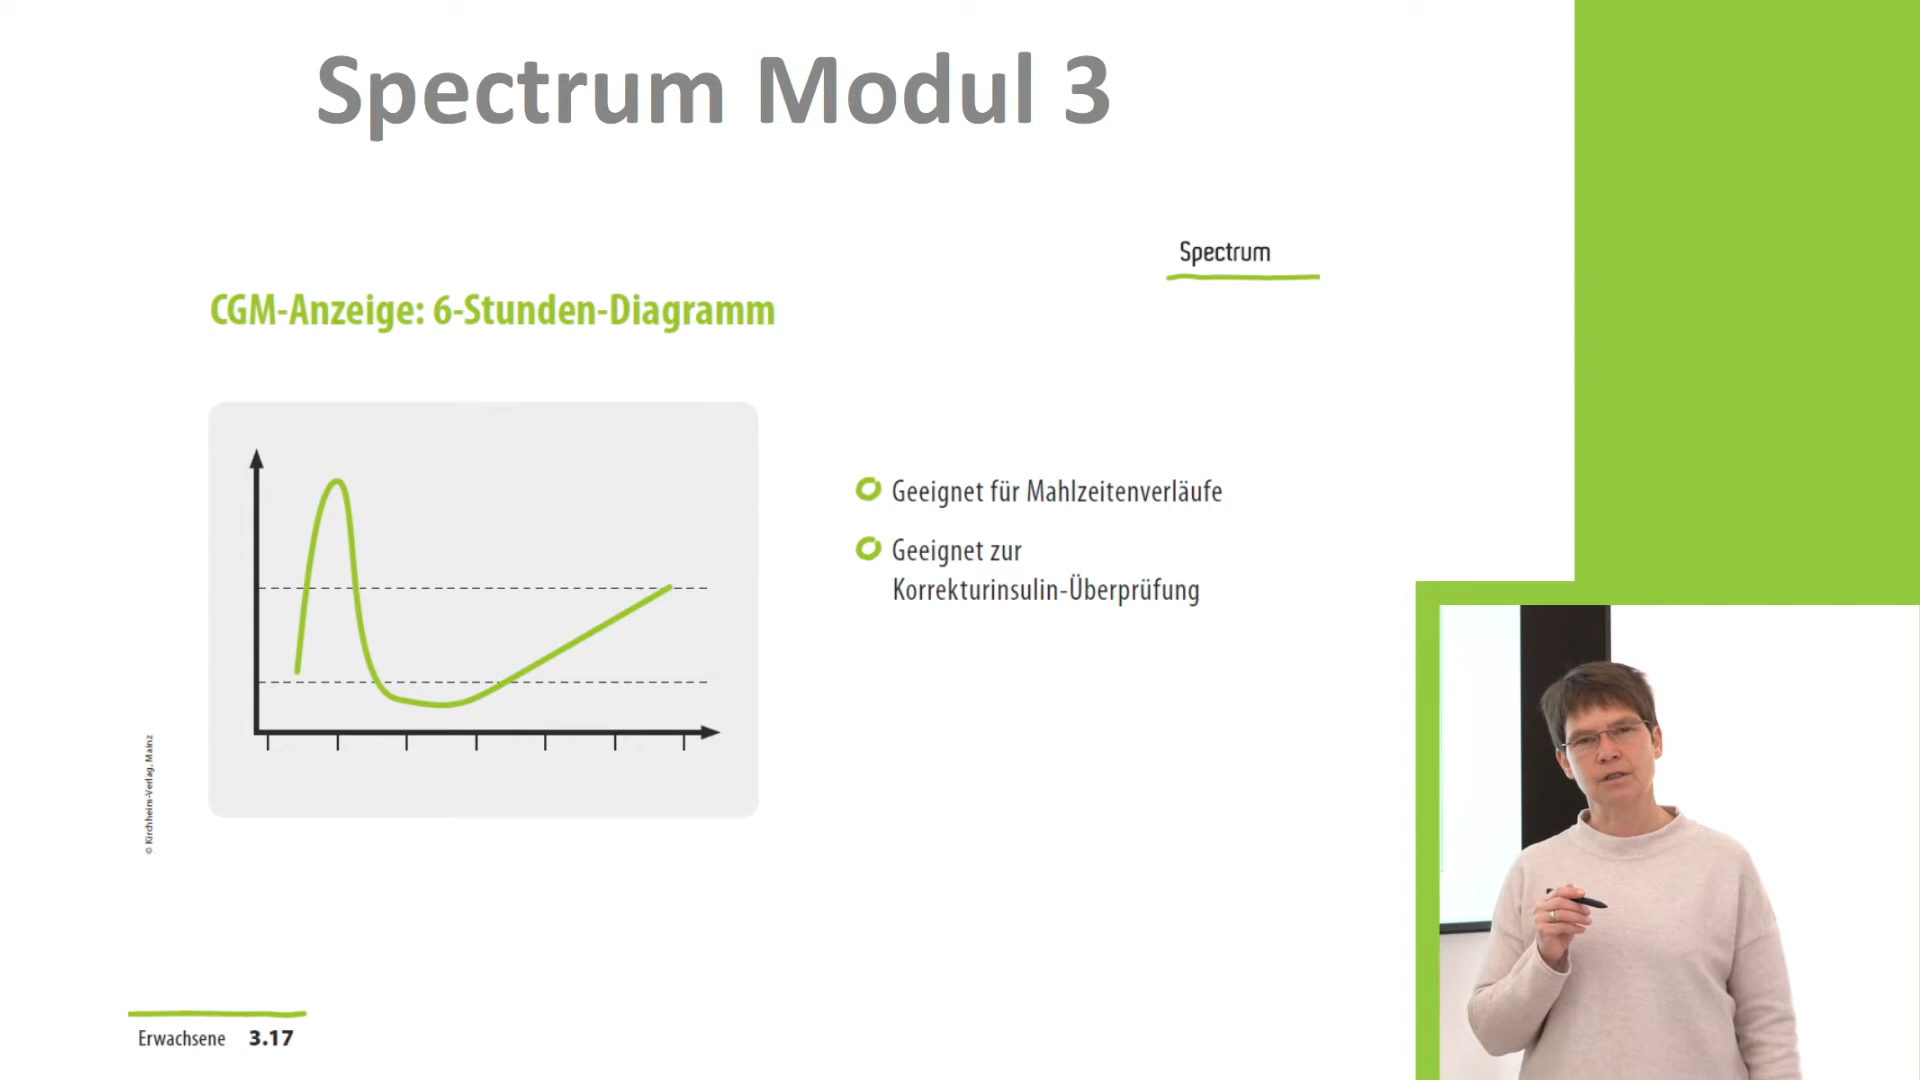 Spectrum Modul 3
Spectrum
CGM-Anzeige: 6-Stunden-Diagramm
Geeignet für Mahlzeitenverläufe
Geeignet zur
Korrekturinsulin-Überprüfung
© Kirchheim-Verlag, Mainz
Erwachsene 3.17